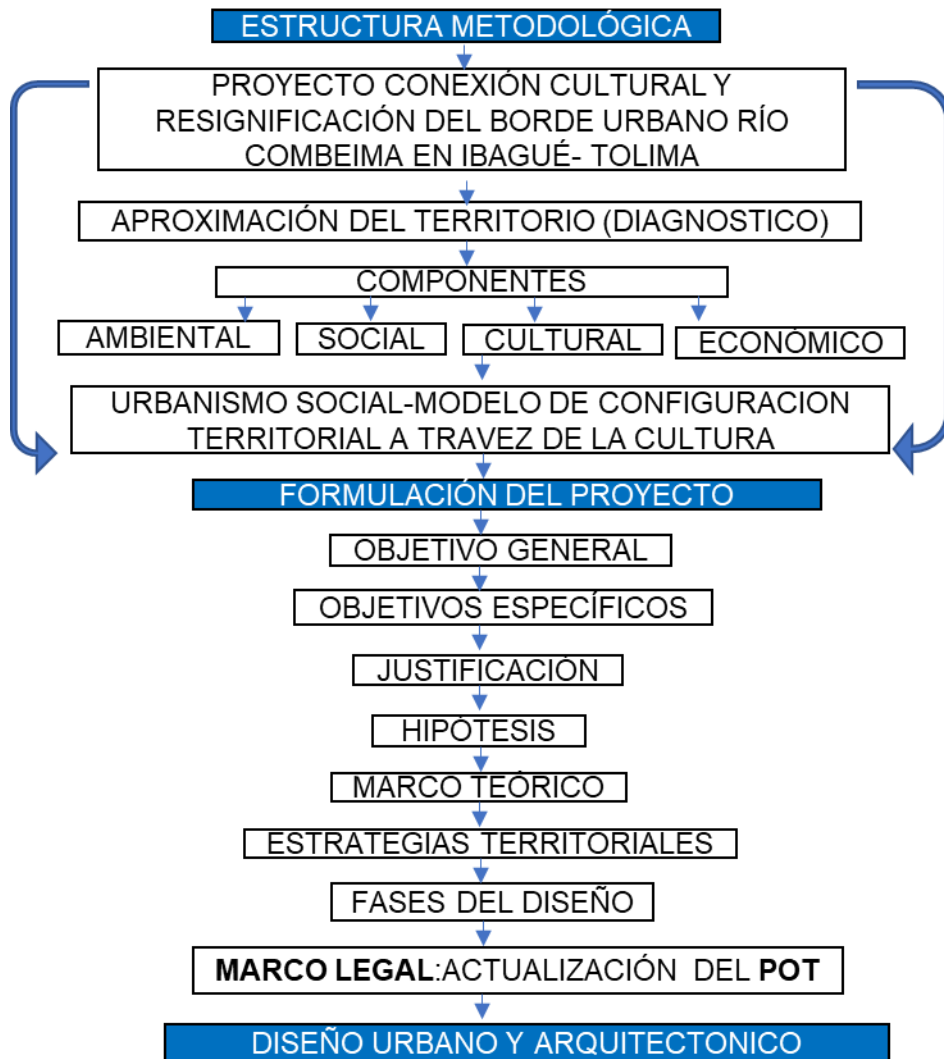 ESTRUCTURA METODOLÓGICA
PROYECTO CONEXIÓN CULTURAL Y
RESIGNIFICACIÓN DEL BORDE URBANO RÍO
COMBEIMA EN IBAGUÉ- TOLIMA
APROXIMACIÓN DEL TERRITORIO (DIAGNOSTICO)
COMPONENTES
AMBIENTAL
SOCIAL
CULTURAL
ECONÓMICO
URBANISMO SOCIAL-MODELO DE CONFIGURACION
TERRITORIAL A TRAVEZ DE LA CULTURA
FORMULACIÓN DEL PROYECTO
OBJETIVO GENERAL
OBJETIVOS ESPECÍFICOS
JUSTIFICACIÓN
HIPÓTESIS
MARCO TEÓRICO
ESTRATEGIAS TERRITORIALES
FASES DEL DISEÑO
MARCO LEGAL:ACTUALIZACIÓN DEL POT
DISEÑO URBANO Y ARQUITECTONICO